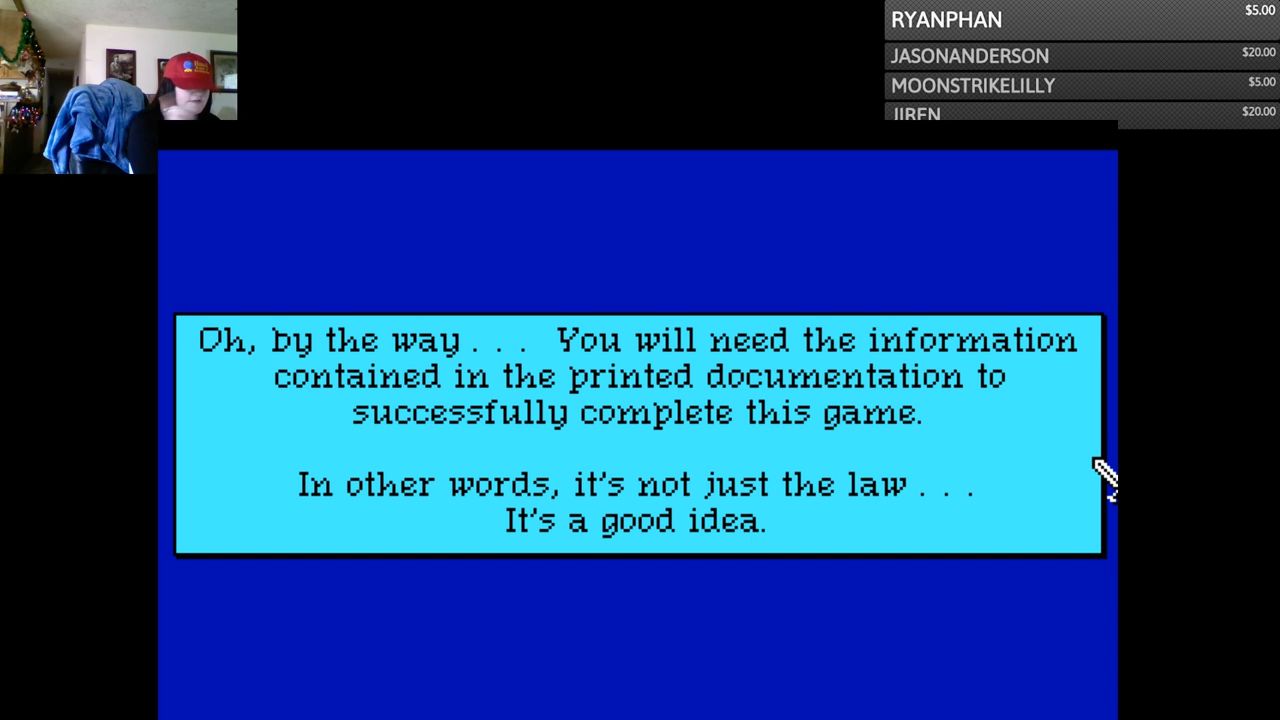 RYANPHAN $5.00
JASONANDERSON $20.00
MOONSTRIKELILLY $5.00
JIREN $20.00
Oh, by the way . . . You will need the information
contained in the printed documentation to
successfully complete this game.
In other words, it's not just the law . . .
It's a good idea.